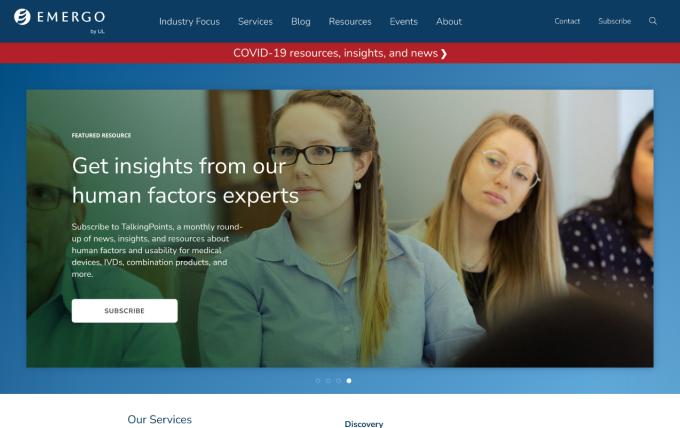 EMERGO
by UL
Industry Focus Services Blog Resources Events About
Contact Subscribe
COVID-19 resources, insights, and news ❯
FEATURED RESOURCE
Get insights from our
human factors experts
Subscribe to TalkingPoints, a monthly round-
up of news, insights, and resources about
human factors and usability for medical
devices, IVDs, combination products, and
more.
SUBSCRIBE
Our Services
Discovery